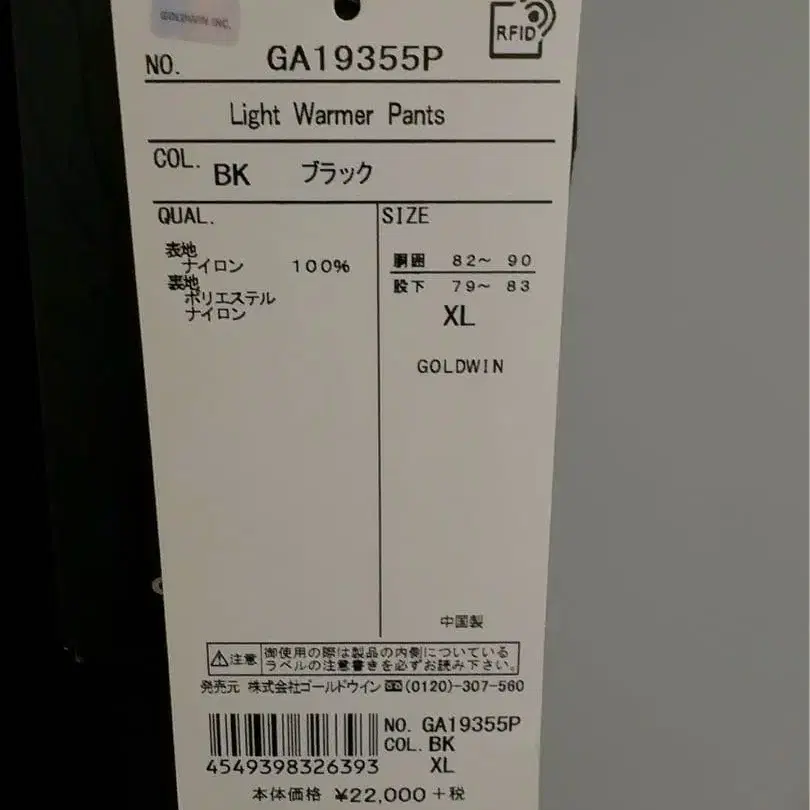 GOLDWIN INC.
RFID
NO. GA19355P
Light Warmer Pants
COL. BK ブラック
QUAL.
表地
ナイロン 100%
裏地
ポリエステル
ナイロン
SIZE
胴囲 82~ 90
股下 79~ 83
XL
GOLDWIN
中国製
注意 御使用の際は製品の内側についている
ラベルの注意書きを必ずお読み下さい。
発売元 株式会社ゴールドウイン (0120)-307-560
NO. GA19355P
COL. BK
XL
4549398326393
本体価格 ¥22,000+税